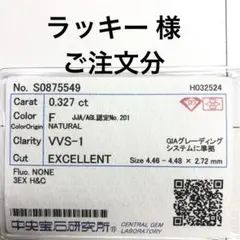 ラッキー 様
ご注文分
No. S0875549 H032524
Carat 0.327 ct
Color F JJA/AGL認定No.201
ColorOrigin NATURAL
Clarity VVS-1 GIAグレーディング
システムに準拠
Cut EXCELLENT Size 4.46 - 4.48 × 2.72 mm
Fluo. NONE
3EX H&C
中央宝石研究所 CENTRAL GEM
LABORATORY